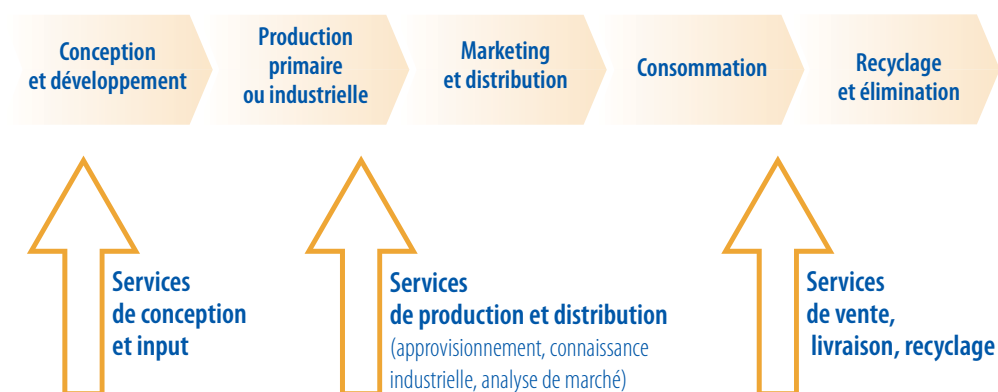 Conception
et développement
Production
primaire
ou industrielle
Marketing
et distribution
Consommation
Recyclage
et élimination
Services
de conception
et input
Services
de production et distribution
(approvisionnement, connaissance
industrielle, analyse de marché)
Services
de vente,
livraison, recyclage